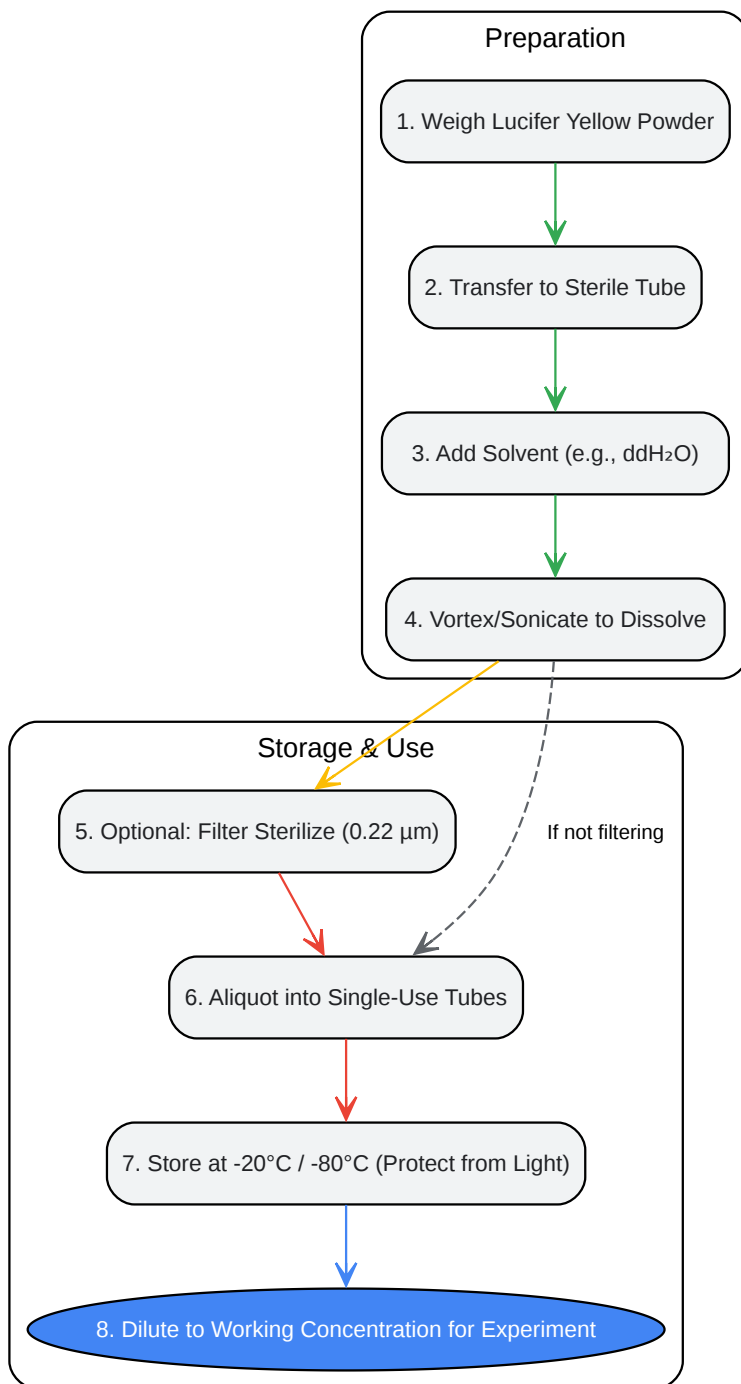 Preparation
1. Weigh Lucifer Yellow Powder
2. Transfer to Sterile Tube
3. Add Solvent (e.g., ddH₂O)
4. Vortex/Sonicate to Dissolve
Storage & Use
5. Optional: Filter Sterilize (0.22 µm)
If not filtering
6. Aliquot into Single-Use Tubes
7. Store at -20°C / -80°C (Protect from Light)
8. Dilute to Working Concentration for Experiment